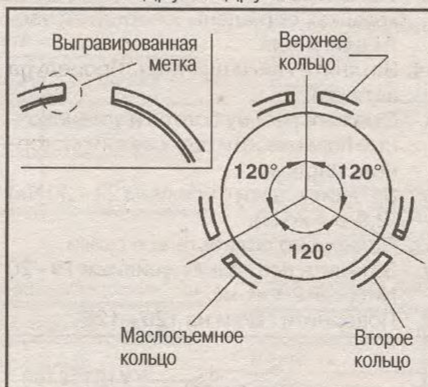 Выгравированная
метка
Верхнее
кольцо
120°
120°
120°
Маслосъемное
кольцо
Второе
кольцо